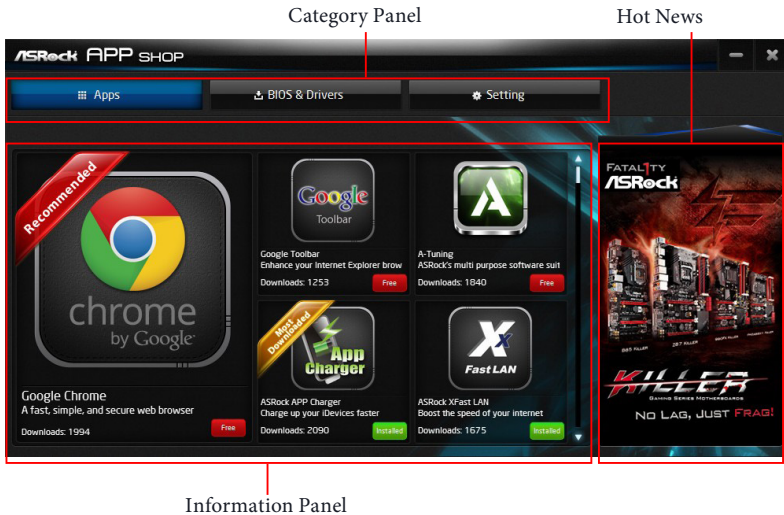 Category Panel
Hot News
ASRock APP SHOP
Apps
BIOS & Drivers
Setting
Recommended
chrome
by Google
Google Chrome
A fast, simple, and secure web browser
Downloads: 1994
Free
Google
Toolbar
Google Toolbar
Enhance your Internet Explorer brow
Downloads: 1253
Free
A
A-Tuning
ASRock's multi purpose software suit
Downloads: 1840
Free
Most
Downloaded
App
Charger
ASRock APP Charger
Charge up your iDevices faster
Downloads: 2090
Installed
X
Fast LAN
ASRock XFast LAN
Boost the speed of your internet
Downloads: 1675
Installed
FATAL1TY
ASRock
Z87 KILLER
KILLER
GAMING SERIES MOTHERBOARDS
NO LAG, JUST FRAG!
Information Panel